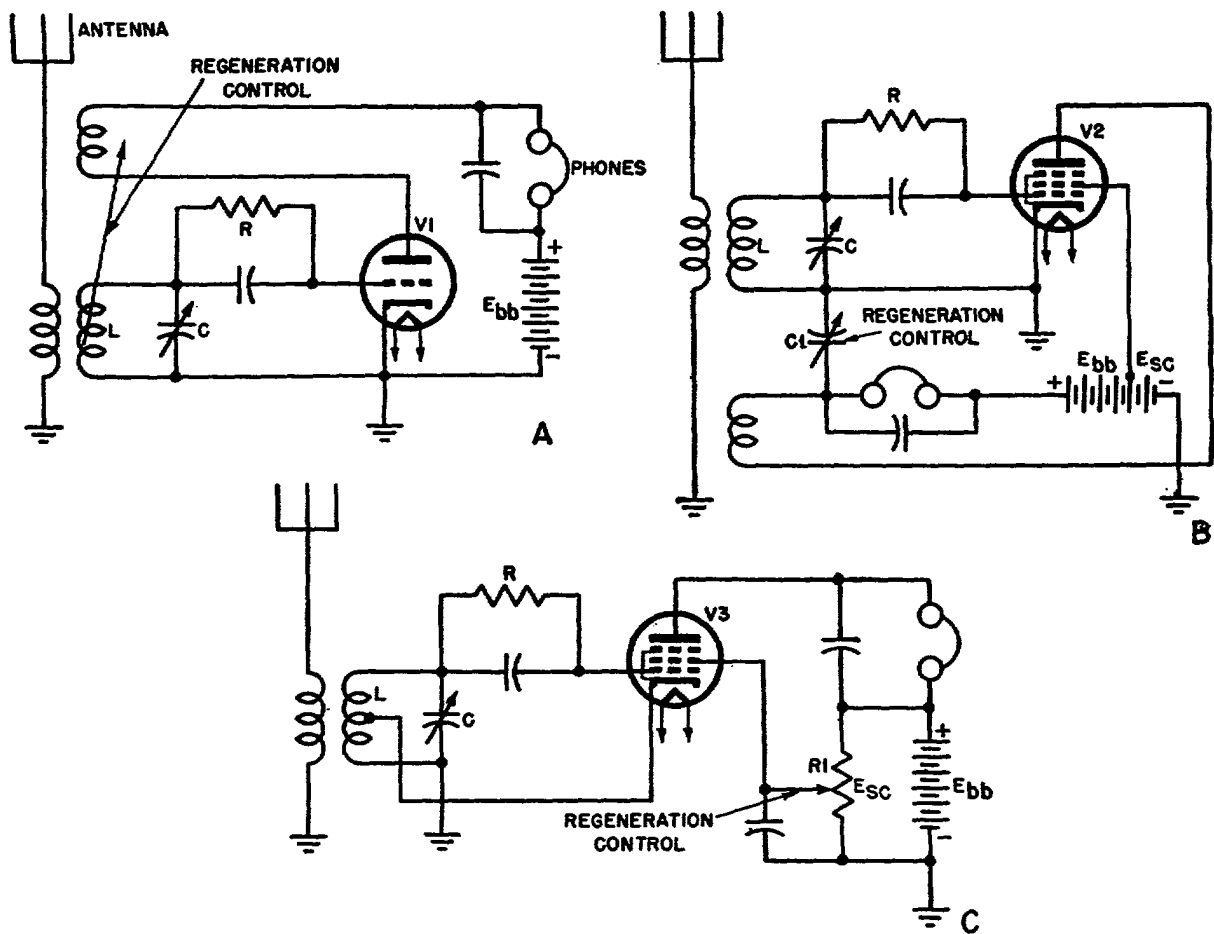 ANTENNA
REGENERATION
CONTROL
PHONES
R
V1
L
C
Ebb
+
-
A
R
V2
L
C
REGENERATION
CONTROL
C1
Ebb
Esc
+
-
B
R
V3
L
C
R1
Esc
Ebb
+
-
REGENERATION
CONTROL
C